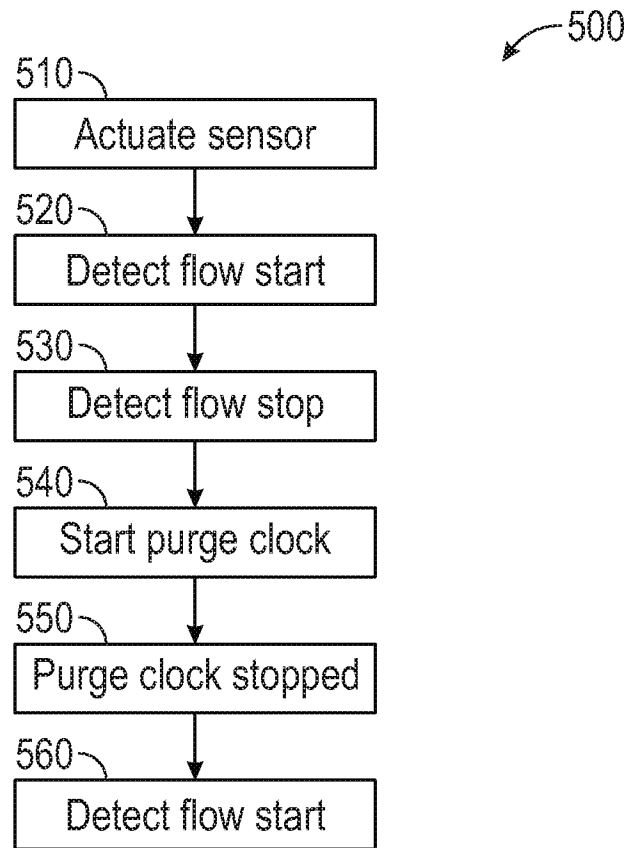 500
510
Actuate sensor
520
Detect flow start
530
Detect flow stop
540
Start purge clock
550
Purge clock stopped
560
Detect flow start